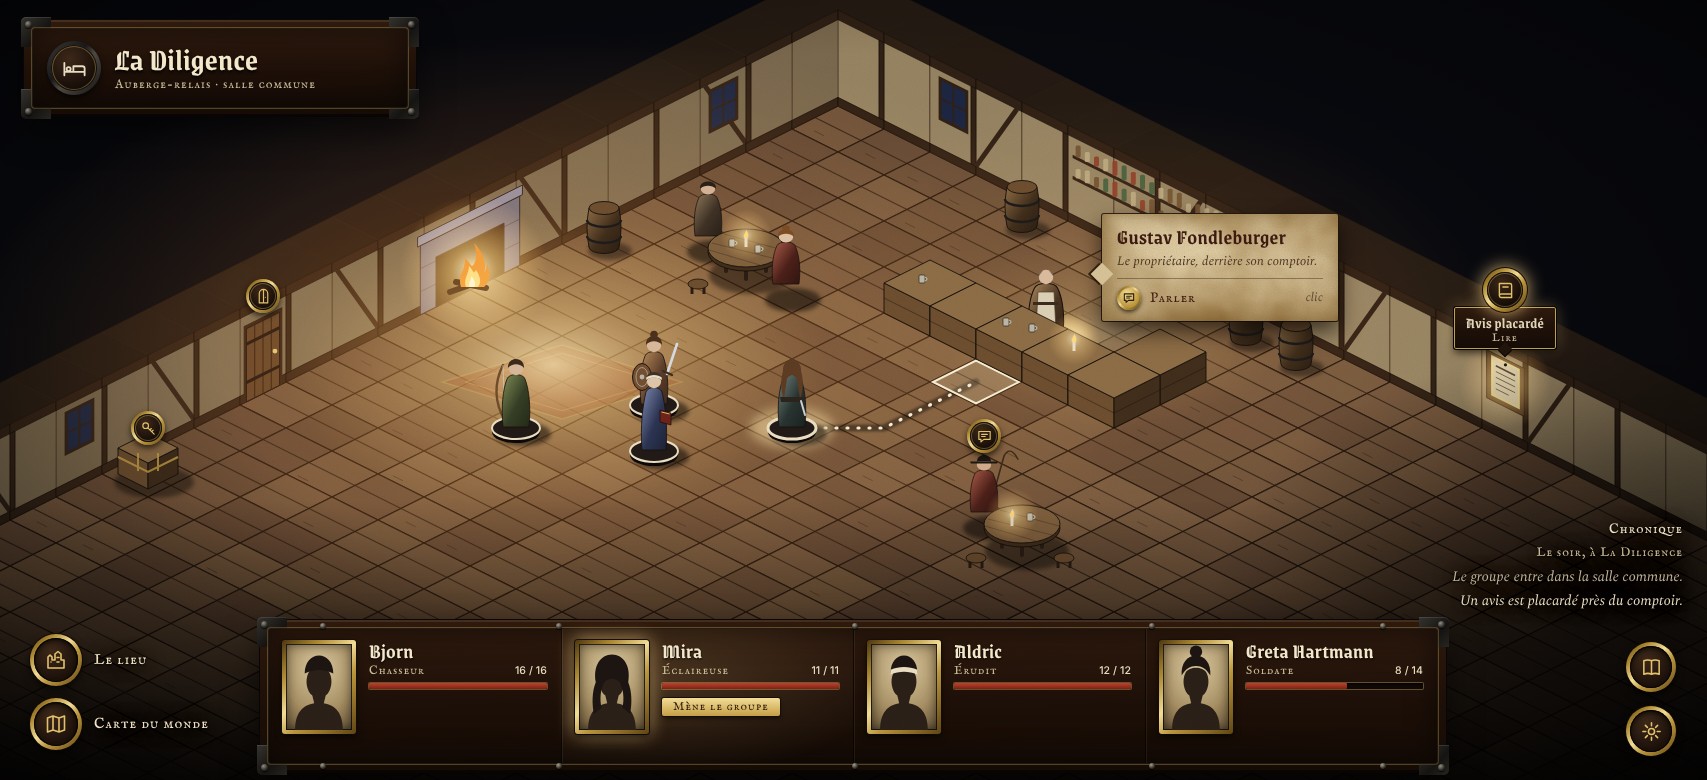 La Diligence
Auberge-relais · salle commune
Gustav Fondleburger
Le propriétaire, derrière son comptoir.
Parler clic
Avis placardé
Lire
Chronique
Le soir, à La Diligence
Le groupe entre dans la salle commune.
Un avis est placardé près du comptoir.
Le lieu
Carte du monde
Bjorn
Chasseur 16 / 16
Mira
Éclaireuse 11 / 11
Mène le groupe
Aldric
Érudit 12 / 12
Greta Hartmann
Soldate 8 / 14